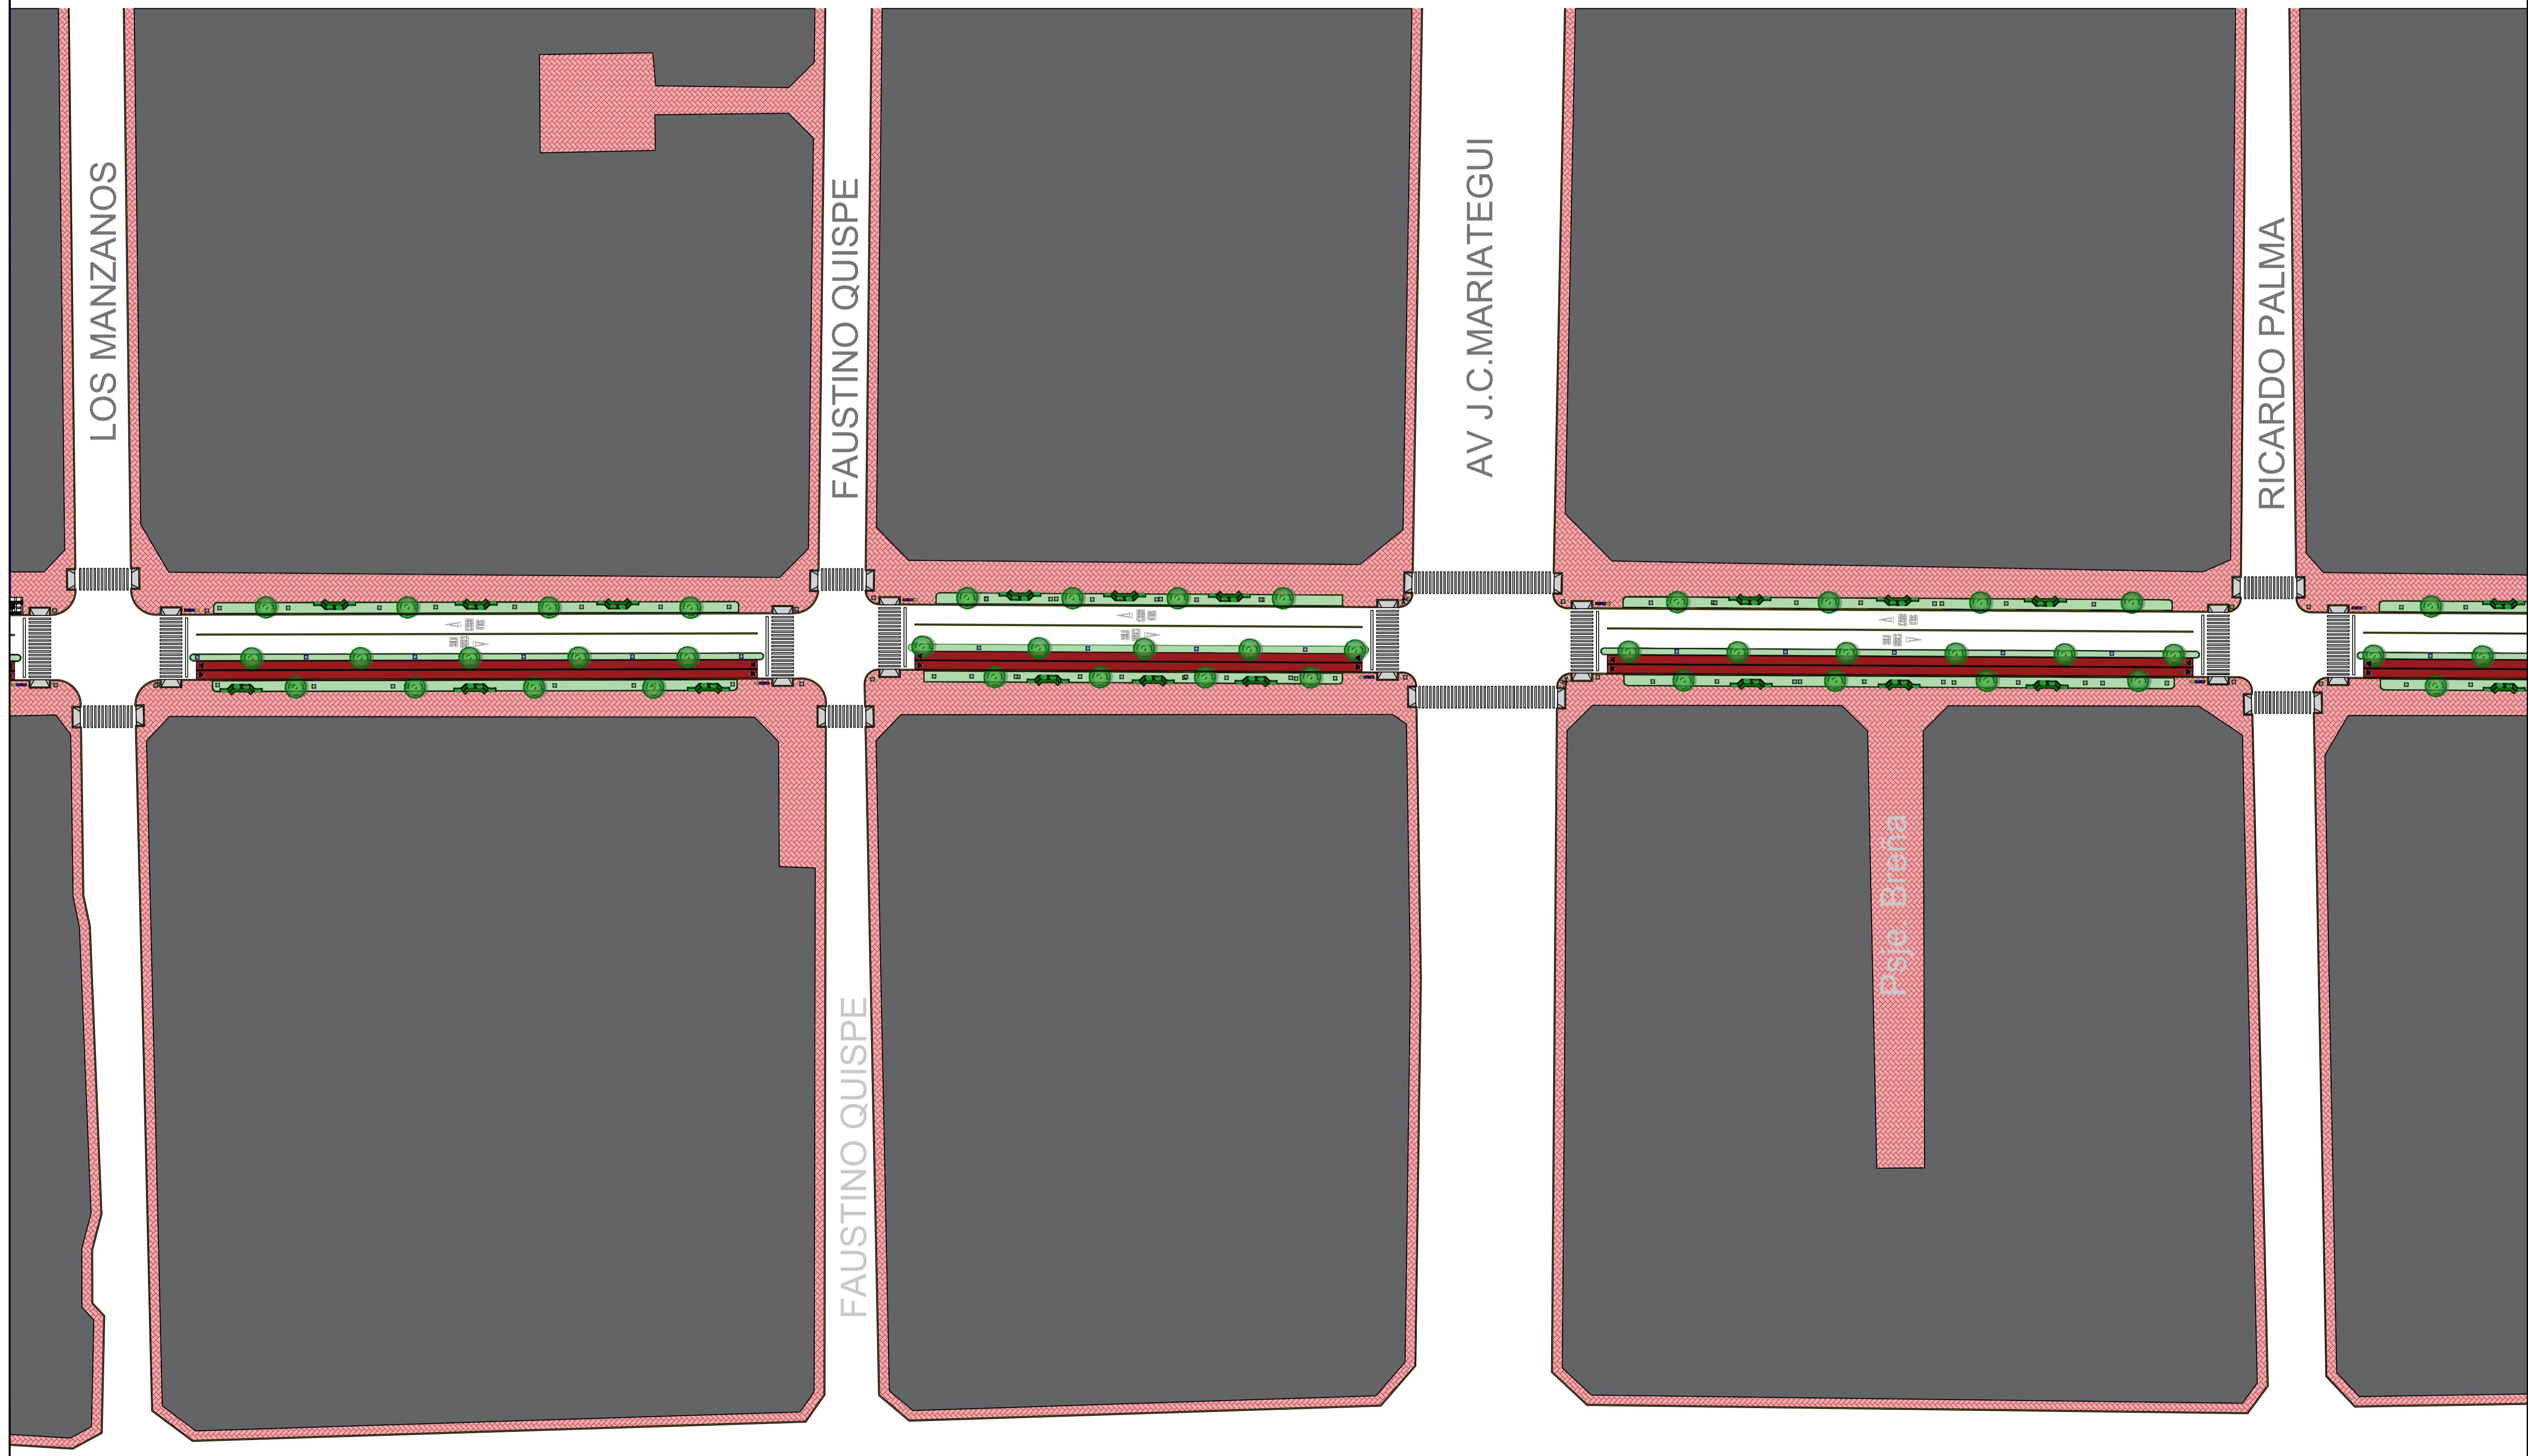 LOS MANZANOS
FAUSTINO QUISPE
AV J.C.MARIATEGUI
RICARDO PALMA
Psje. Breña
FAUSTINO QUISPE